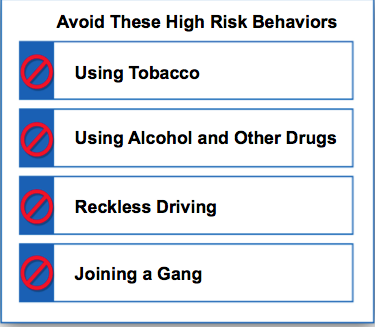 Avoid These High Risk Behaviors
Using Tobacco
Using Alcohol and Other Drugs
Reckless Driving
Joining a Gang